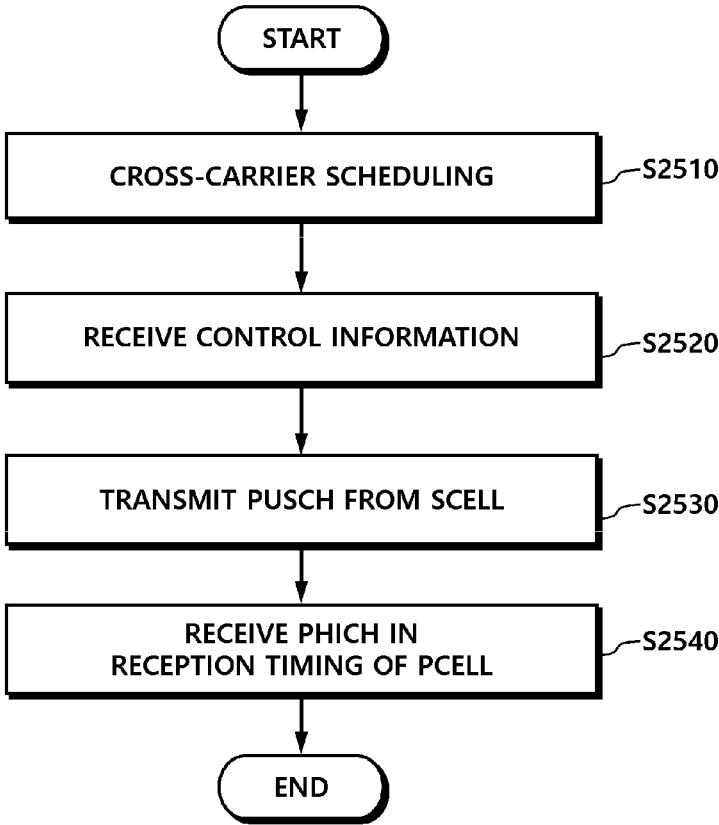 START
CROSS-CARRIER SCHEDULING
S2510
RECEIVE CONTROL INFORMATION
S2520
TRANSMIT PUSCH FROM SCELL
S2530
RECEIVE PHICH IN
RECEPTION TIMING OF PCELL
S2540
END